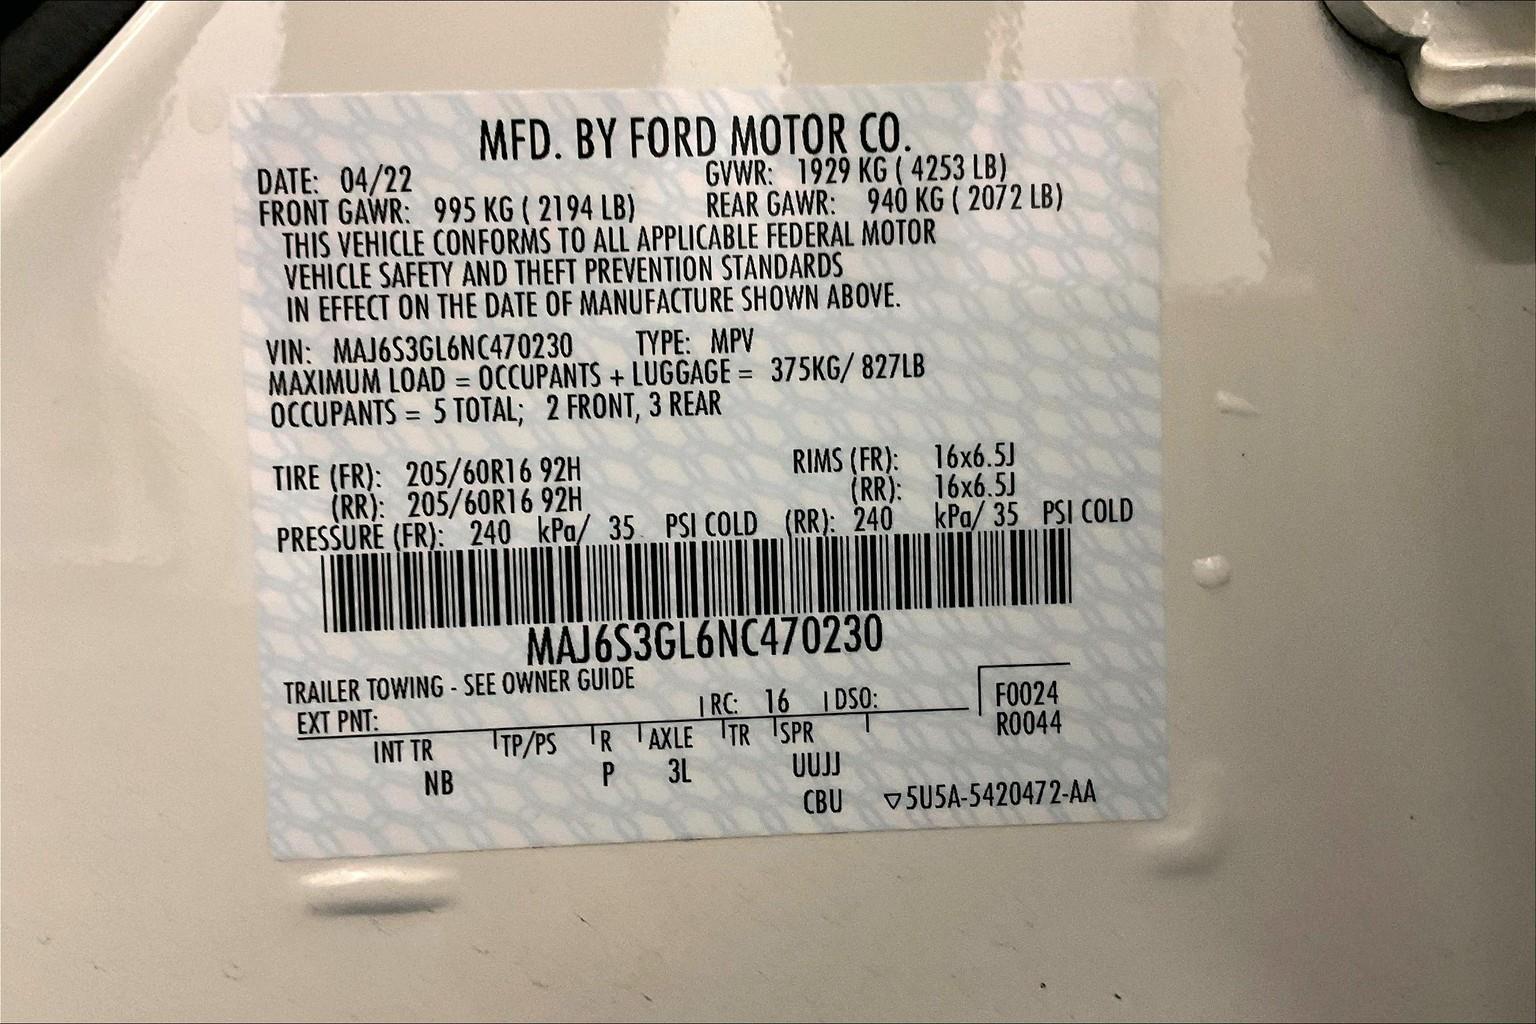 MFD. BY FORD MOTOR CO.
DATE: 04/22 GVWR: 1929 KG ( 4253 LB)
FRONT GAWR: 995 KG ( 2194 LB) REAR GAWR: 940 KG ( 2072 LB)
THIS VEHICLE CONFORMS TO ALL APPLICABLE FEDERAL MOTOR
VEHICLE SAFETY AND THEFT PREVENTION STANDARDS
IN EFFECT ON THE DATE OF MANUFACTURE SHOWN ABOVE.
VIN: MAJ6S3GL6NC470230 TYPE: MPV
MAXIMUM LOAD = OCCUPANTS + LUGGAGE = 375KG/ 827LB
OCCUPANTS = 5 TOTAL; 2 FRONT, 3 REAR
TIRE (FR): 205/60R16 92H RIMS (FR): 16x6.5J
(RR): 205/60R16 92H (RR): 16x6.5J
PRESSURE (FR): 240 kPa/ 35 PSI COLD (RR): 240 kPa/ 35 PSI COLD
MAJ6S3GL6NC470230
TRAILER TOWING - SEE OWNER GUIDE
EXT PNT: RC: 16 DSO: F0024
R0044
INT TR TP/PS R AXLE TR SPR
NB P 3L UUJJ
CBU ▽5U5A-5420472-AA